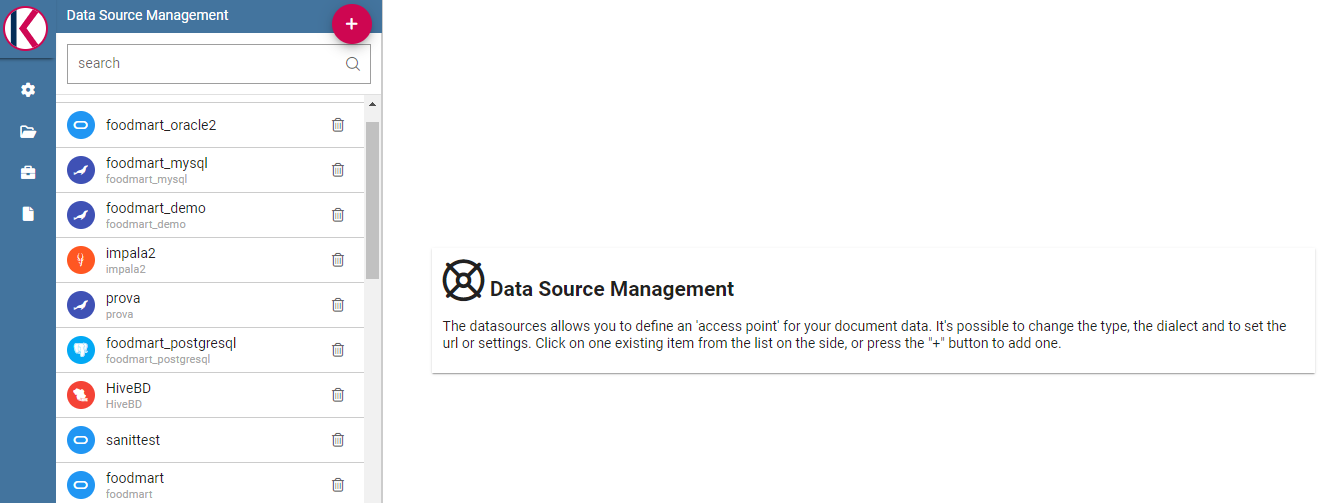 Data Source Management
+
search
foodmart_oracle2
foodmart_mysql
foodmart_mysql
foodmart_demo
foodmart_demo
impala2
impala2
prova
prova
foodmart_postgresql
foodmart_postgresql
HiveBD
HiveBD
sanittest
foodmart
foodmart
Data Source Management
The datasources allows you to define an 'access point' for your document data. It's possible to change the type, the dialect and to set the
url or settings. Click on one existing item from the list on the side, or press the "+" button to add one.